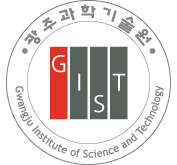 광주과학기술원
GIST
Gwangju Institute of Science and Technology